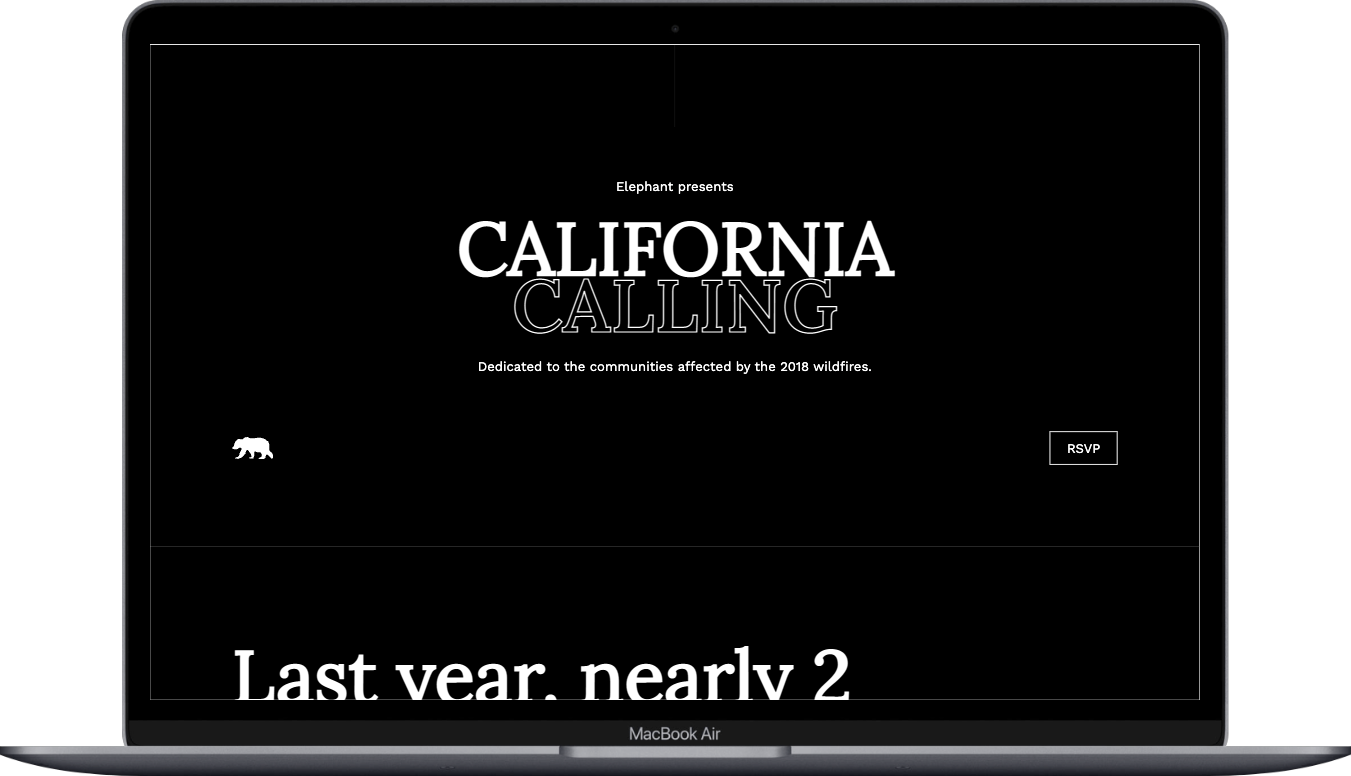 Elephant presents
CALIFORNIA
CALLING
Dedicated to the communities affected by the 2018 wildfires.
RSVP
Last year, nearly 2
MacBook Air